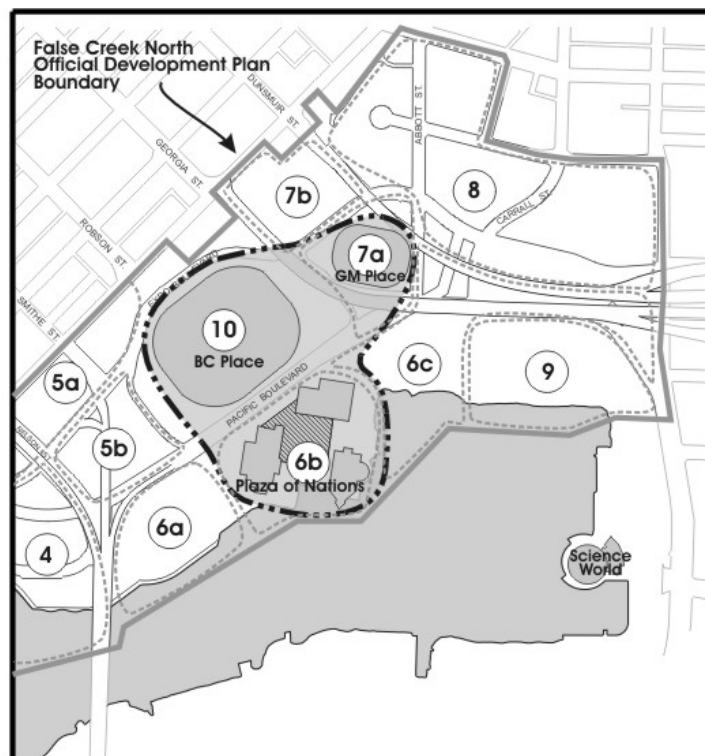 False Creek North
Official Development Plan
Boundary
DUNSMUIR ST.
ABBOTT ST.
GEORGIA ST.
7b
8
CARRALL ST.
ROBSON ST.
7a
GM Place
SMITHE ST.
10
BC Place
5a
PACIFIC BOULEVARD
6c
9
NELSON ST.
5b
6b
Plaza of Nations
6a
4
Science
World